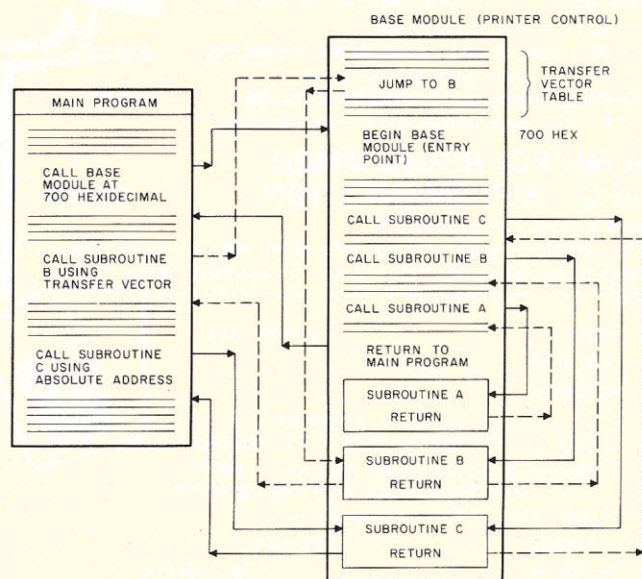 BASE MODULE (PRINTER CONTROL)
JUMP TO B
TRANSFER
VECTOR
TABLE
BEGIN BASE
MODULE (ENTRY
POINT)
700 HEX
CALL SUBROUTINE C
CALL SUBROUTINE B
CALL SUBROUTINE A
RETURN TO
MAIN PROGRAM
SUBROUTINE A
RETURN
SUBROUTINE B
RETURN
SUBROUTINE C
RETURN
MAIN PROGRAM
CALL BASE
MODULE AT
700 HEXIDECIMAL
CALL SUBROUTINE
B USING
TRANSFER VECTOR
CALL SUBROUTINE
C USING
ABSOLUTE ADDRESS